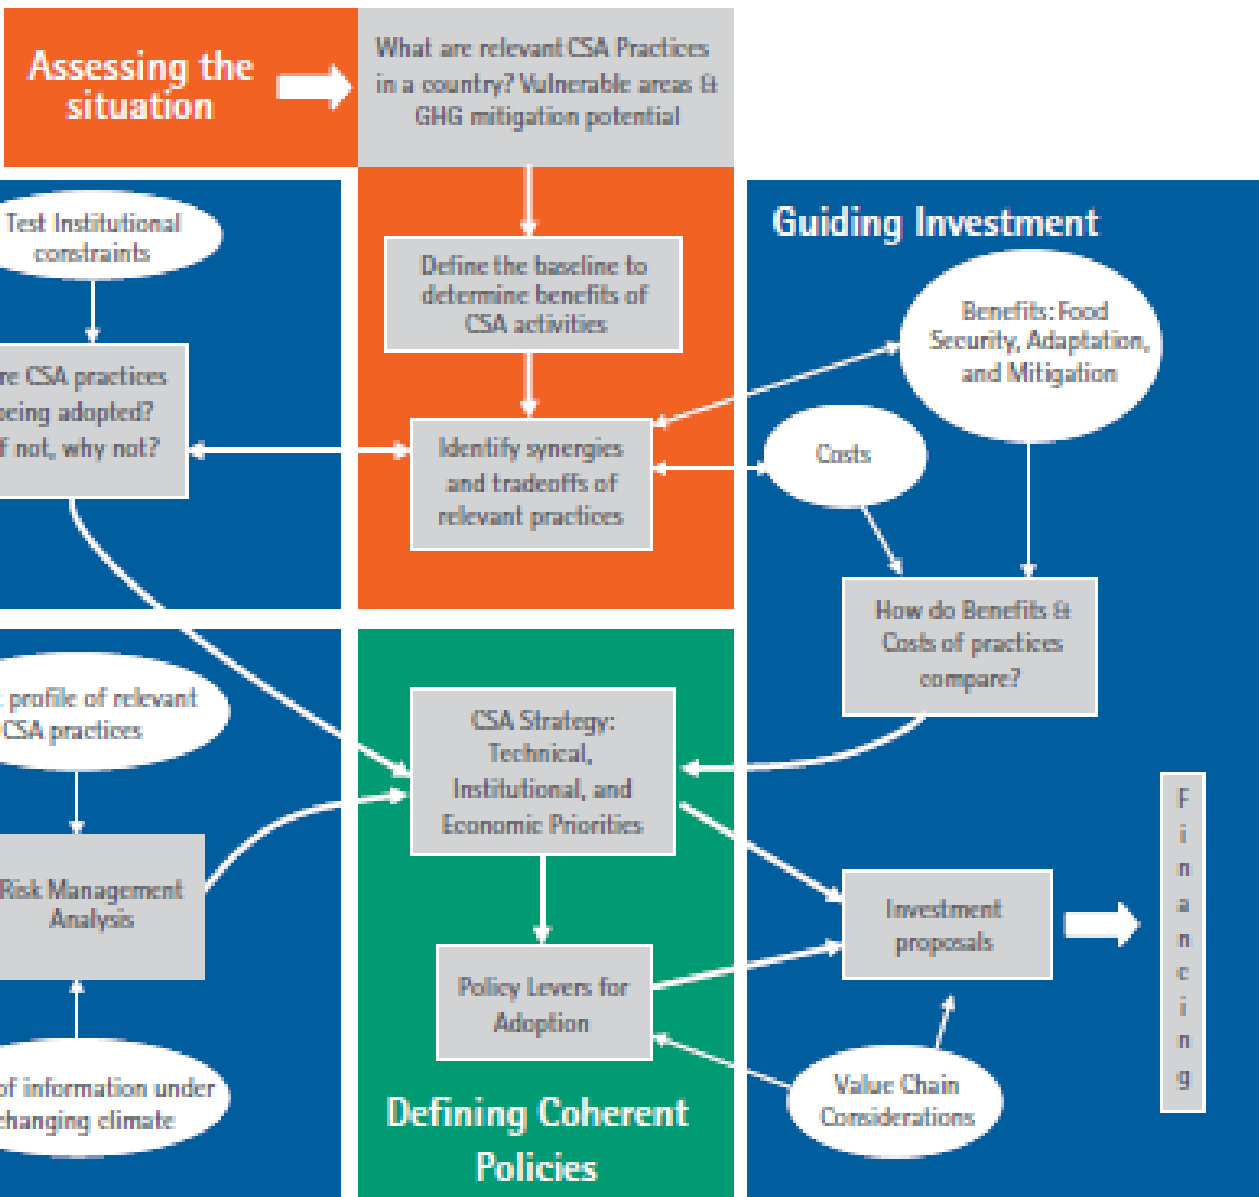 Assessing the
situation
What are relevant CSA Practices
in a country? Vulnerable areas &
GHG mitigation potential
Test Institutional
constraints
Define the baseline to
determine benefits of
CSA activities
Guiding Investment
Benefits: Food
Security, Adaptation,
and Mitigation
re CSA practices
being adopted?
f not, why not?
Identify synergies
and tradeoffs of
relevant practices
Costs
How do Benefits &
Costs of practices
compare?
profile of relevant
CSA practices
CSA Strategy:
Technical,
Institutional, and
Economic Priorities
Risk Management
Analysis
Investment
proposals
Financing
Policy Levers for
Adoption
of information under
changing climate
Value Chain
Considerations
Defining Coherent
Policies